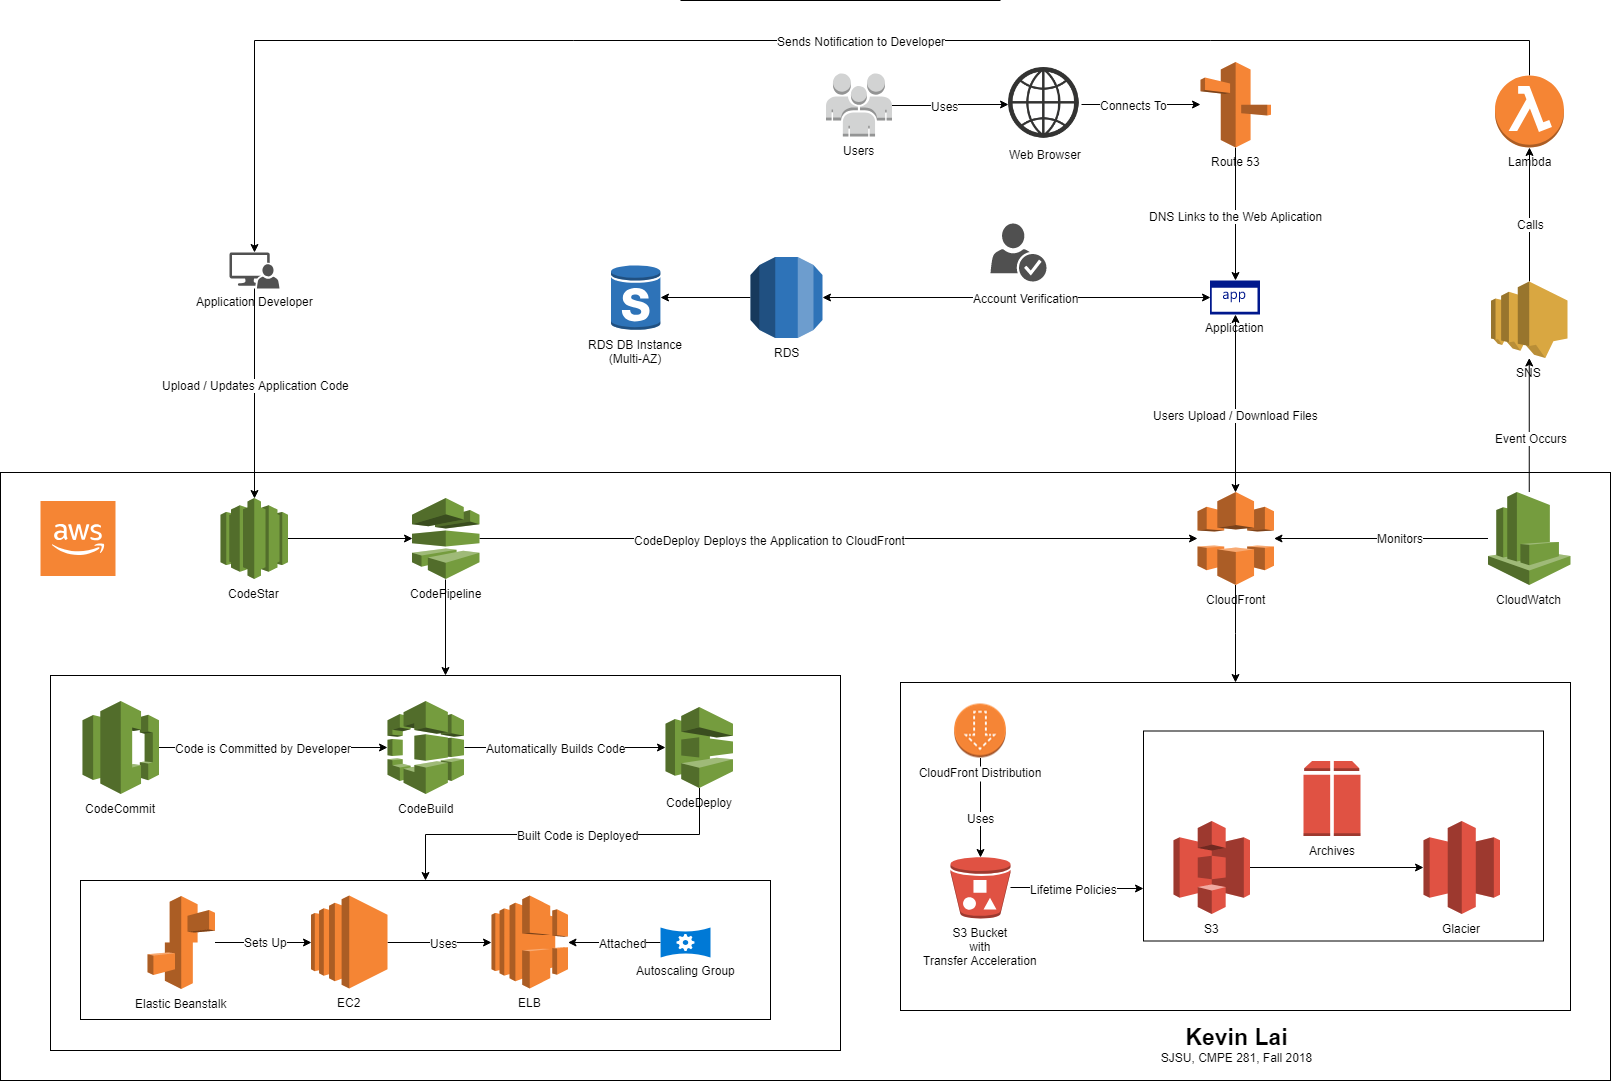 Sends Notification to Developer
Uses
Connects To
Users
Web Browser
Route 53
Lambda
DNS Links to the Web Aplication
Calls
app
Application Developer
Account Verification
Application
RDS DB Instance
(Multi-AZ)
RDS
SNS
Upload / Updates Application Code
Users Upload / Download Files
Event Occurs
aws
CodeDeploy Deploys the Application to CloudFront
Monitors
CodeStar
CodePipeline
CloudFront
CloudWatch
Code is Committed by Developer
Automatically Builds Code
CodeCommit
CodeBuild
CodeDeploy
Built Code is Deployed
CloudFront Distribution
Uses
Archives
Lifetime Policies
S3 Bucket
with
Transfer Acceleration
S3
Glacier
Sets Up
Uses
Attached
Autoscaling Group
Elastic Beanstalk
EC2
ELB
Kevin Lai
SJSU, CMPE 281, Fall 2018